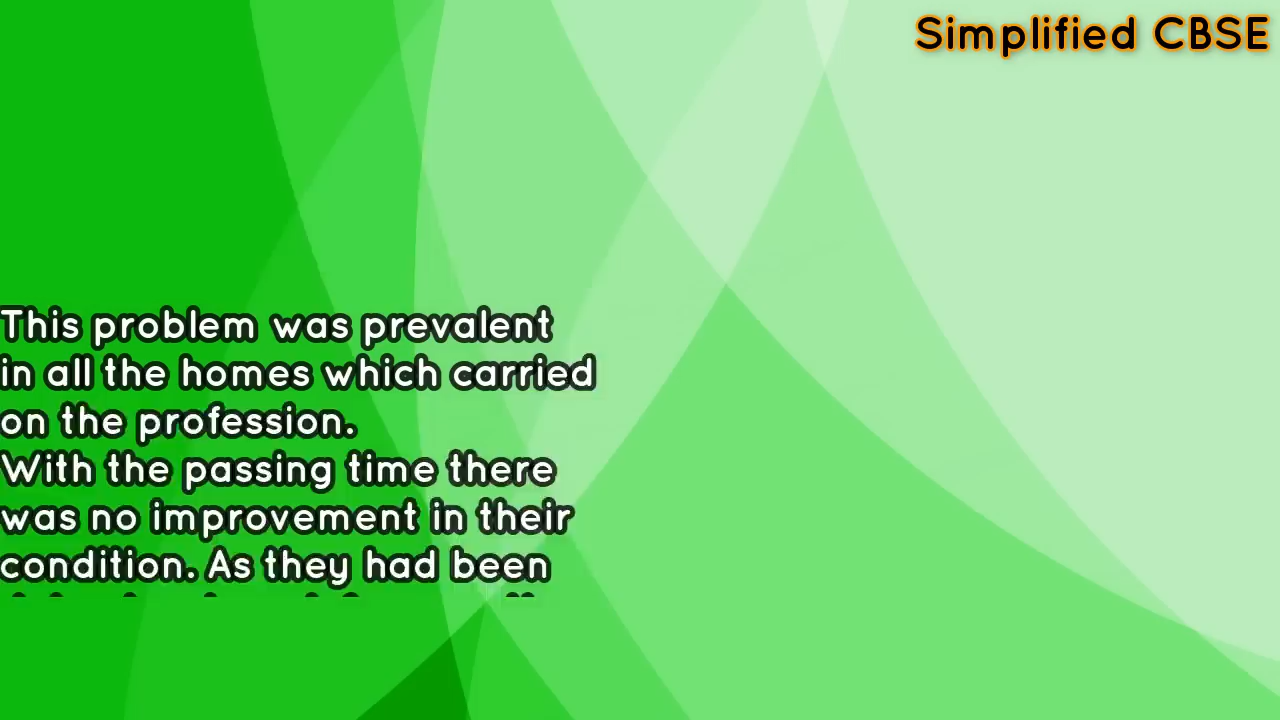 Simplified CBSE
This problem was prevalent
in all the homes which carried
on the profession.
With the passing time there
was no improvement in their
condition. As they had been